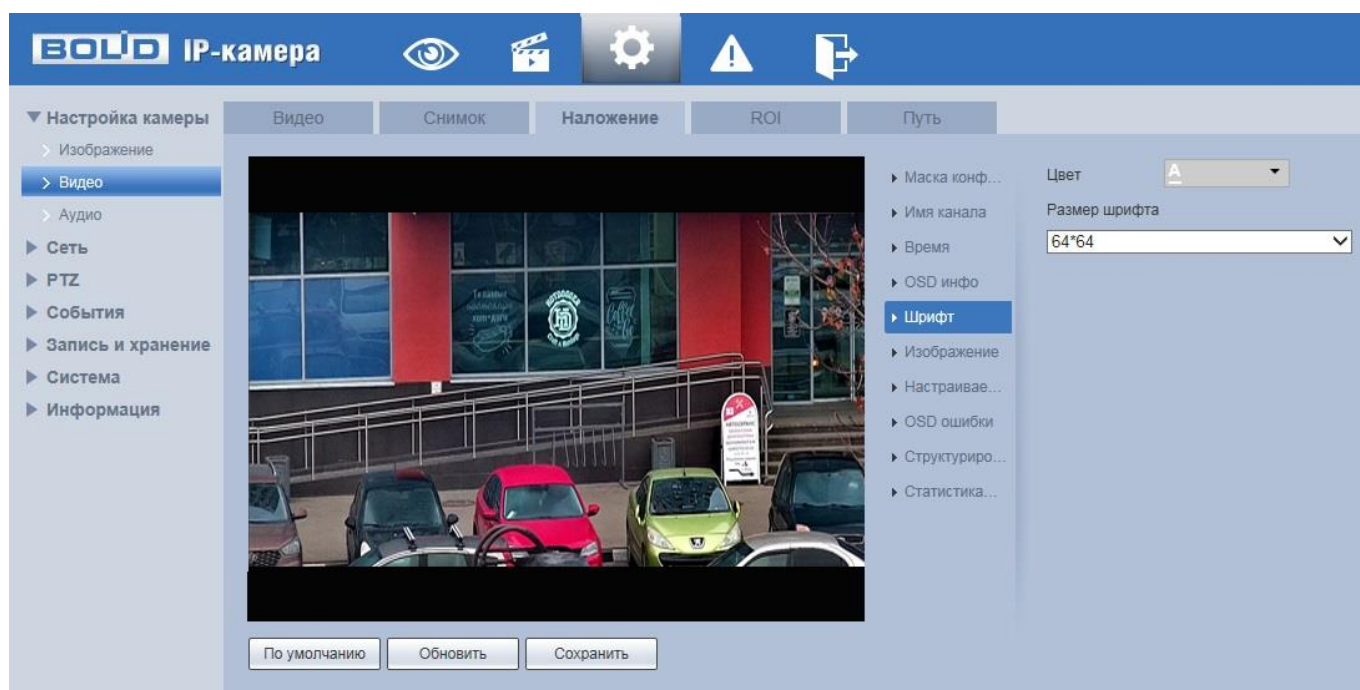 BOLID IP-камера
Настройка камеры
Изображение
Видео
Аудио
Сеть
PTZ
События
Запись и хранение
Система
Информация
Видео Снимок Наложение ROI Путь
Маска конф...
Имя канала
Время
OSD инфо
Шрифт
Изображение
Настраивае...
OSD ошибки
Структуриро...
Статистика...
Цвет A
Размер шрифта
64*64
По умолчанию Обновить Сохранить